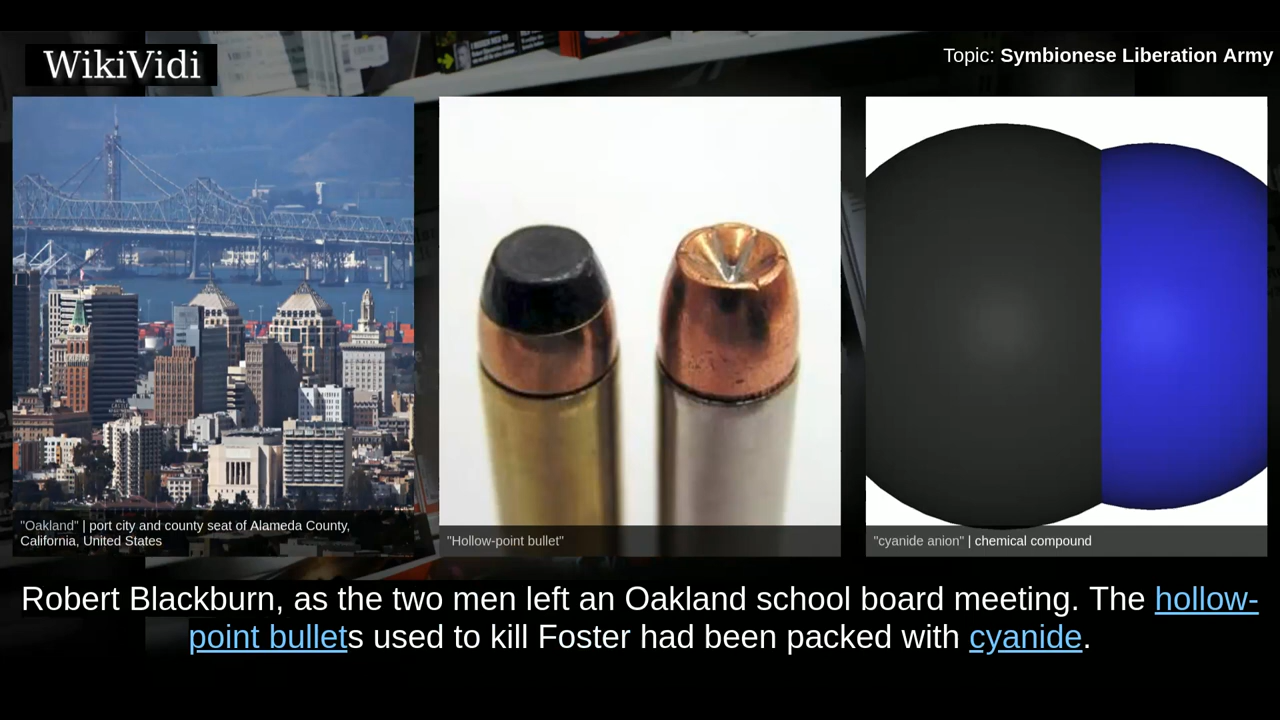 WikiVidi
Topic: Symbionese Liberation Army
"Oakland" | port city and county seat of Alameda County,
California, United States
"Hollow-point bullet"
"cyanide anion" | chemical compound
Robert Blackburn, as the two men left an Oakland school board meeting. The hollow-
point bullets used to kill Foster had been packed with cyanide.